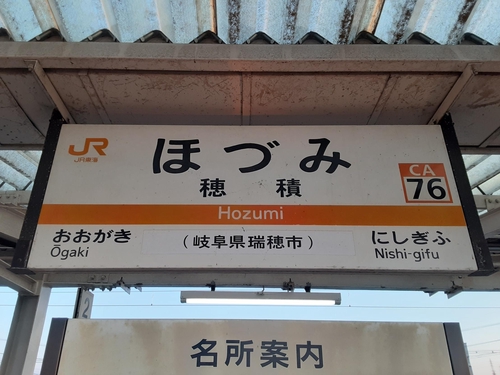 JR
JR東海
ほづみ
CA
76
穂積
Hozumi
おおがき
Ōgaki
(岐阜県瑞穂市)
にしぎふ
Nishi-gifu
2
名所案内